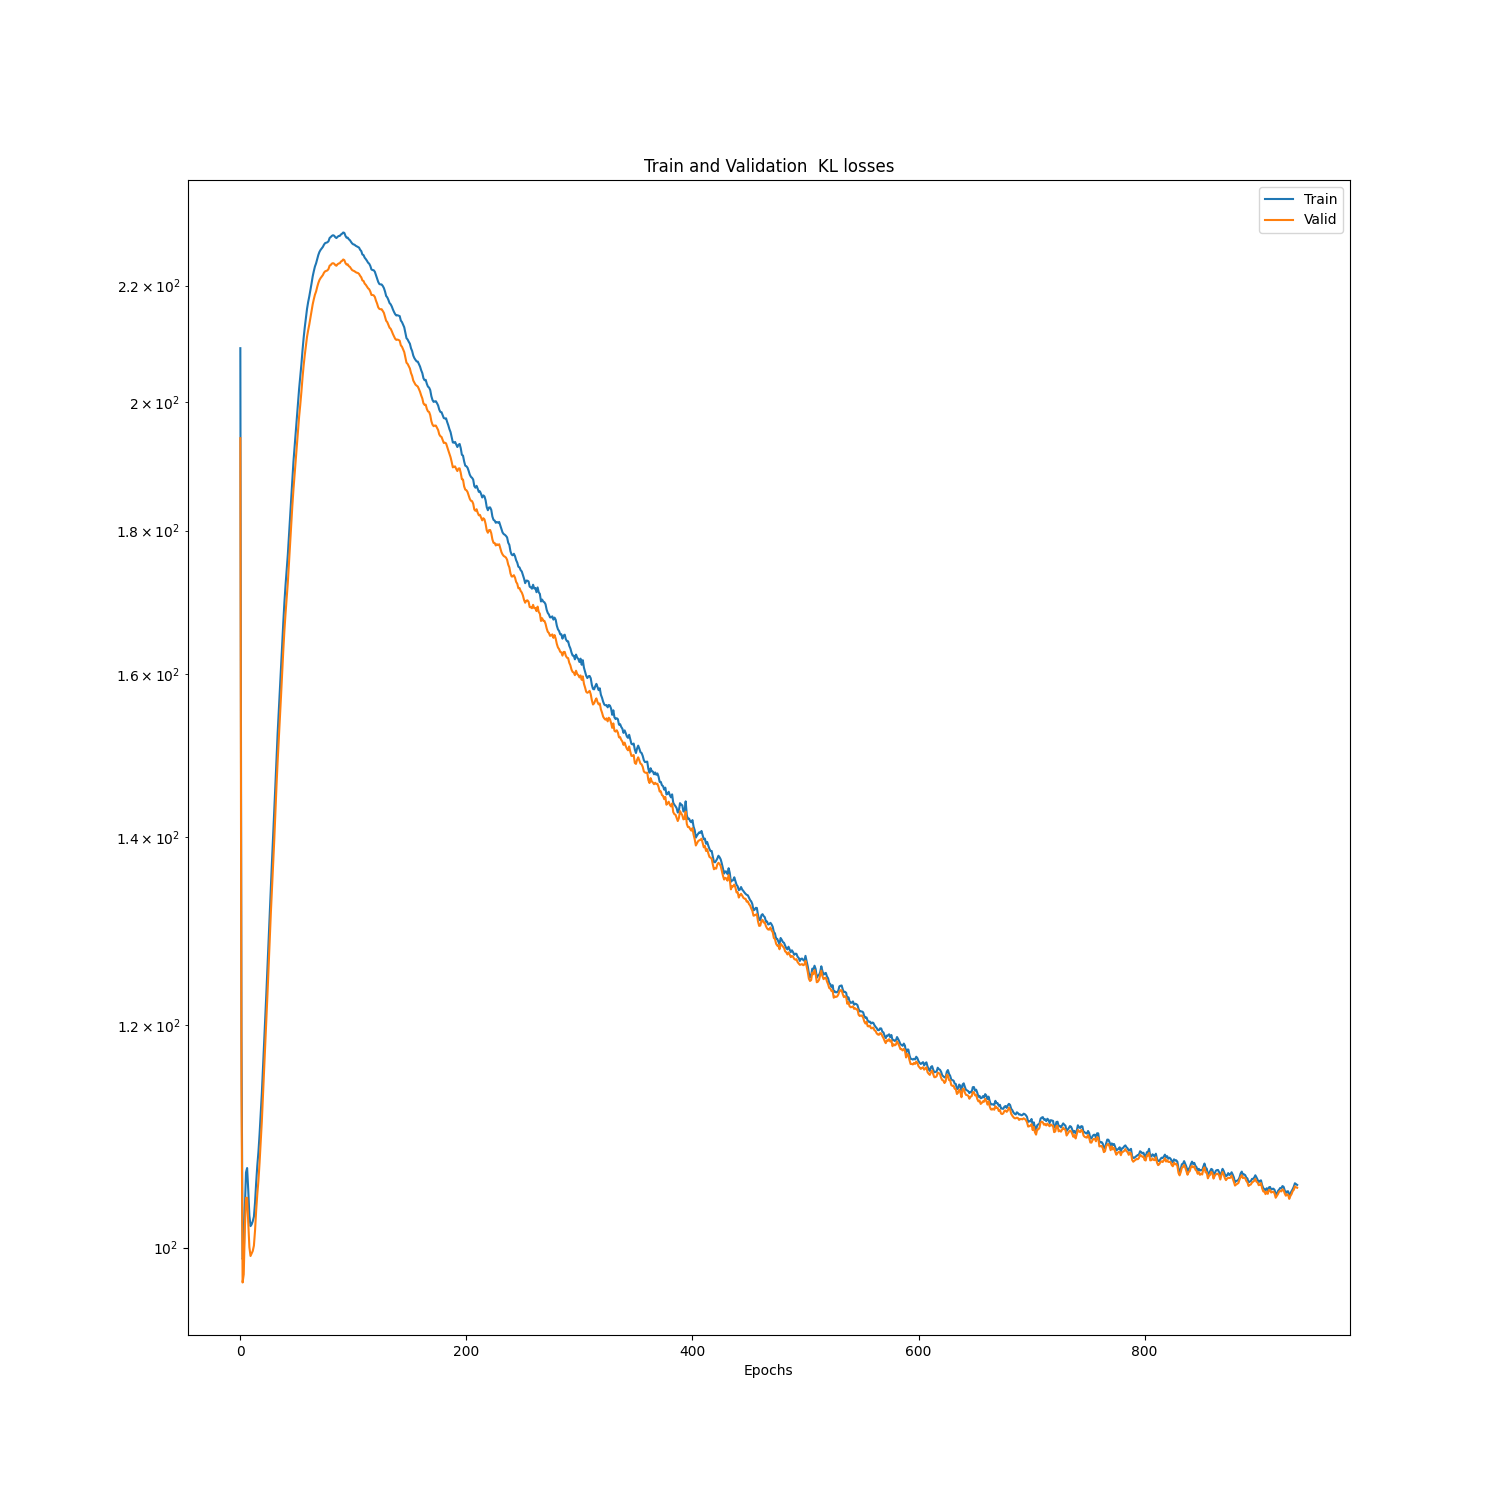 Train and Validation  KL losses
Train
Valid
2.2 × 10²
2 × 10²
1.8 × 10²
1.6 × 10²
1.4 × 10²
1.2 × 10²
10²
0 200 400 600 800
Epochs